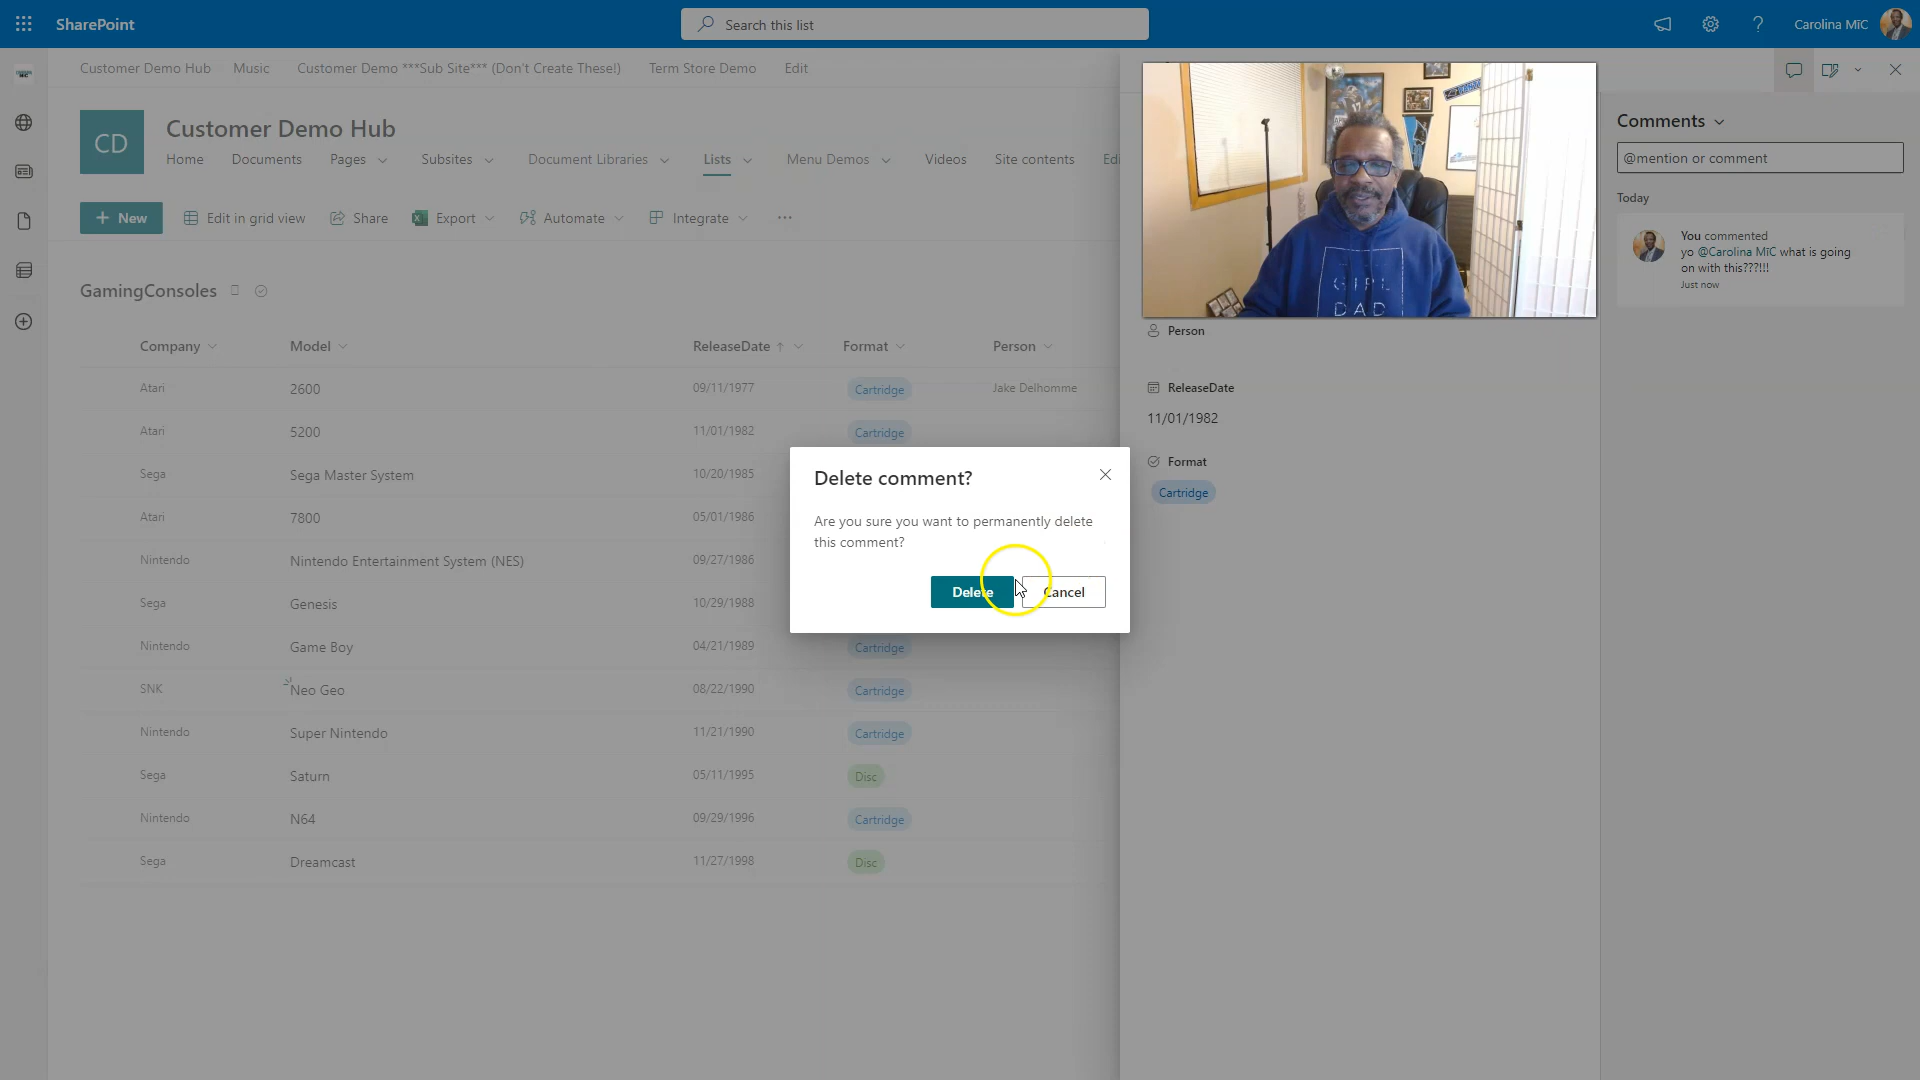 SharePoint
Search this list
Carolina MīC
Customer Demo Hub
Music
Customer Demo ***Sub Site*** (Don't Create These!)
Term Store Demo
Edit
CD
Customer Demo Hub
Home
Documents
Pages
Subsites
Document Libraries
Lists
Menu Demos
Videos
Site contents
New
Edit in grid view
Share
Export
Automate
Integrate
GamingConsoles
Company Model ReleaseDate Format Person
Atari 2600 09/11/1977 Cartridge Jake Delhomme
Atari 5200 11/01/1982 Cartridge
Sega Sega Master System 10/20/1985
Atari 7800 05/01/1986
Nintendo Nintendo Entertainment System (NES) 09/27/1986
Sega Genesis 10/29/1988
Nintendo Game Boy 04/21/1989 Cartridge
SNK Neo Geo 08/22/1990 Cartridge
Nintendo Super Nintendo 11/21/1990 Cartridge
Sega Saturn 05/11/1995 Disc
Nintendo N64 09/29/1996 Cartridge
Sega Dreamcast 11/27/1998 Disc
Delete comment?
Are you sure you want to permanently delete
this comment?
Delete
Cancel
GIRL
DAD
Person
ReleaseDate
11/01/1982
Format
Cartridge
Comments
@mention or comment
Today
You commented
yo @Carolina MīC what is going
on with this???!!!
Just now